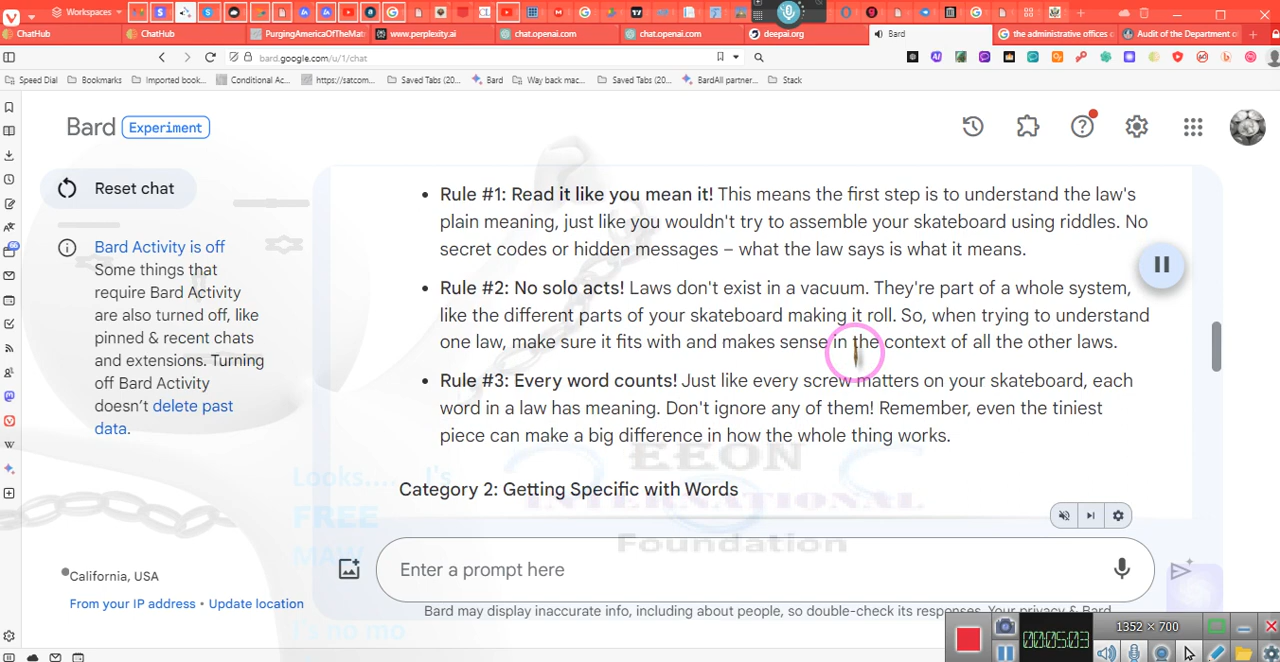 Workspaces
YouTube
ChatHub
ChatHub
PurgingAmericaOfTheMat
www.perplexity.ai
chat.openai.com
chat.openai.com
deepai.org
Bard
the administrative offices o
Audit of the Department o
bard.google.com/u/1/chat
Speed Dial
Bookmarks
Imported book...
Conditional Ac...
https://satcom...
Saved Tabs (20...
Bard
Way back mac...
Saved Tabs (20...
BardAll partner...
Stack
Bard
Experiment
Reset chat
Bard Activity is off
Some things that
require Bard Activity
are also turned off, like
pinned & recent chats
and extensions. Turning
off Bard Activity
doesn't delete past
data.
• Rule #1: Read it like you mean it! This means the first step is to understand the law's
plain meaning, just like you wouldn't try to assemble your skateboard using riddles. No
secret codes or hidden messages – what the law says is what it means.
• Rule #2: No solo acts! Laws don't exist in a vacuum. They're part of a whole system,
like the different parts of your skateboard making it roll. So, when trying to understand
one law, make sure it fits with and makes sense in the context of all the other laws.
• Rule #3: Every word counts! Just like every screw matters on your skateboard, each
word in a law has meaning. Don't ignore any of them! Remember, even the tiniest
piece can make a big difference in how the whole thing works.
Category 2: Getting Specific with Words
Looks.... I's
FREE
MAW
I's no mo
EEON
INTERNATIONAL
Foundation
Enter a prompt here
Bard may display inaccurate info, including about people, so double-check its responses. Your privacy & Bard
California, USA
From your IP address • Update location
1352 × 700
00:05:03